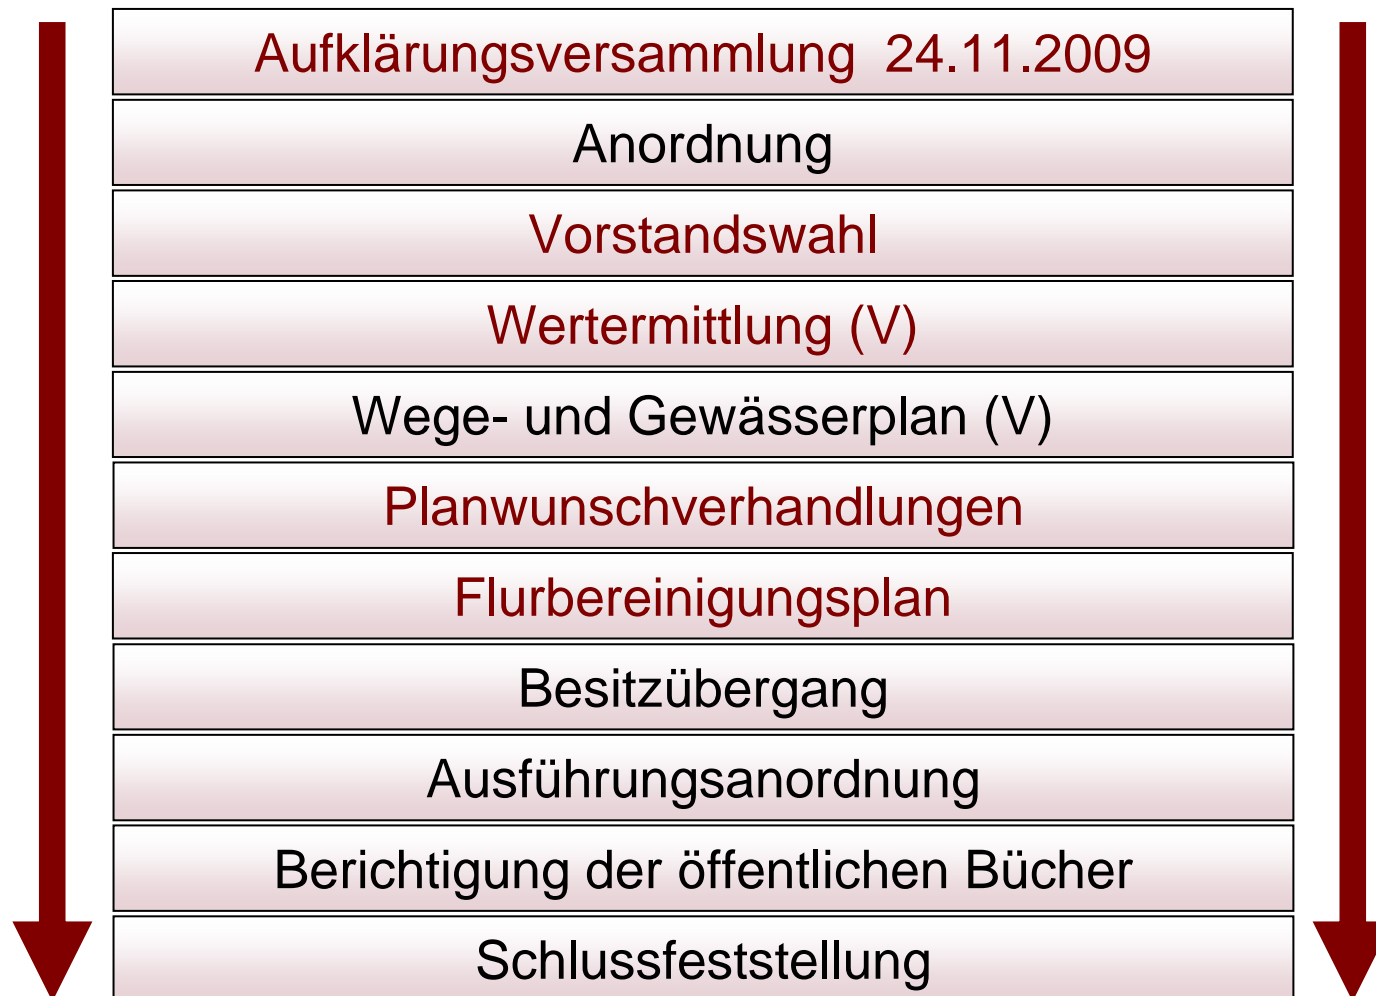 Aufklärungsversammlung 24.11.2009
Anordnung
Vorstandswahl
Wertermittlung (V)
Wege- und Gewässerplan (V)
Planwunschverhandlungen
Flurbereinigungsplan
Besitzübergang
Ausführungsanordnung
Berichtigung der öffentlichen Bücher
Schlussfeststellung